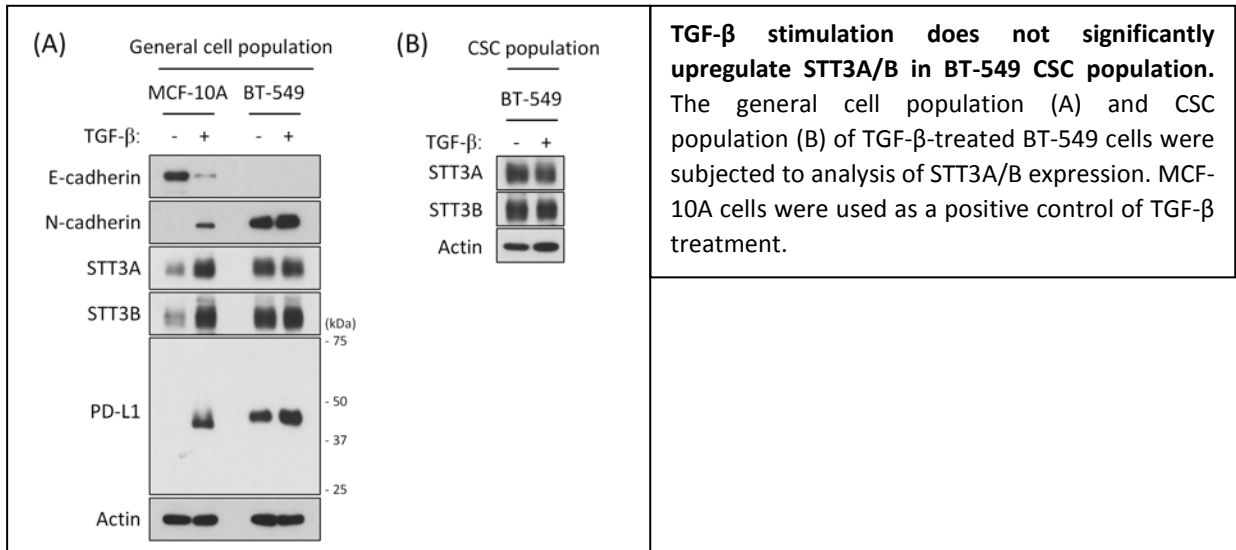 (A)
General cell population
MCF-10A BT-549
TGF-β: - + - +
E-cadherin
N-cadherin
STT3A
STT3B
(kDa)
- 75
PD-L1
- 50
- 37
- 25
Actin
(B)
CSC population
BT-549
TGF-β: - +
STT3A
STT3B
Actin
TGF-β stimulation does not significantly
upregulate STT3A/B in BT-549 CSC population.
The general cell population (A) and CSC
population (B) of TGF-β-treated BT-549 cells were
subjected to analysis of STT3A/B expression. MCF-
10A cells were used as a positive control of TGF-β
treatment.